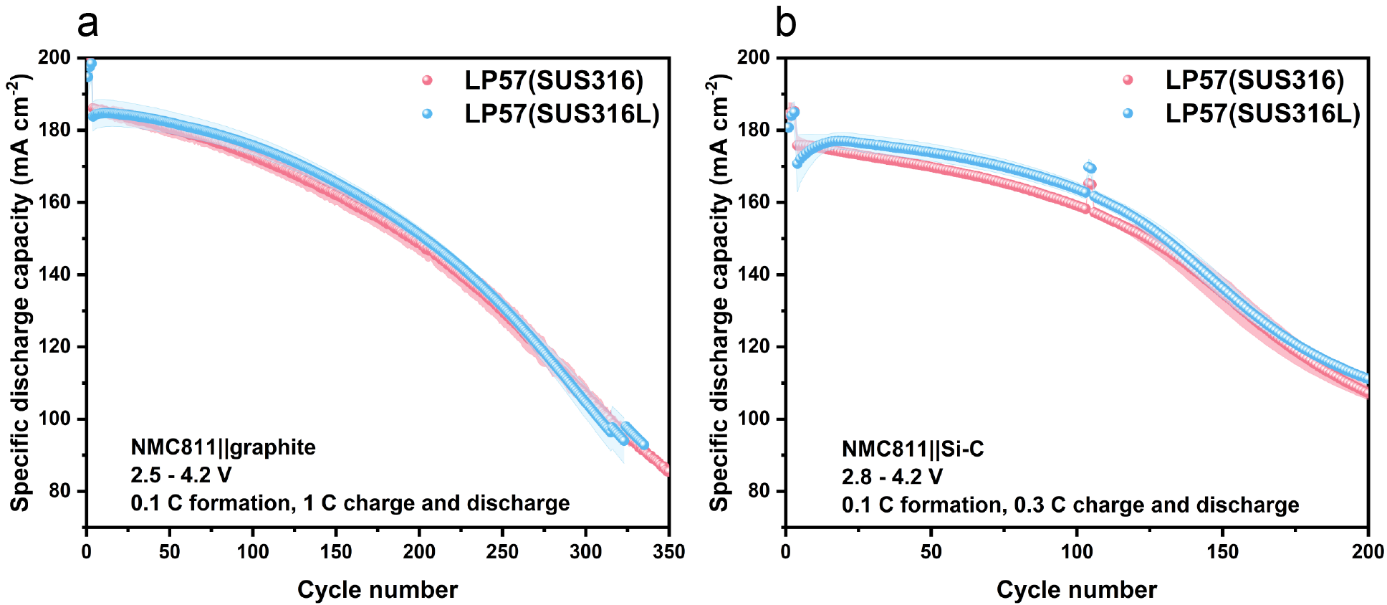 a
Specific discharge capacity (mA cm-2)
200
180
160
140
120
100
80
0
50
100
150
200
250
300
350
Cycle number
LP57(SUS316)
LP57(SUS316L)
NMC811||graphite
2.5 - 4.2 V
0.1 C formation, 1 C charge and discharge
b
Specific discharge capacity (mA cm-2)
200
180
160
140
120
100
80
0
50
100
150
200
Cycle number
LP57(SUS316)
LP57(SUS316L)
NMC811||Si-C
2.8 - 4.2 V
0.1 C formation, 0.3 C charge and discharge